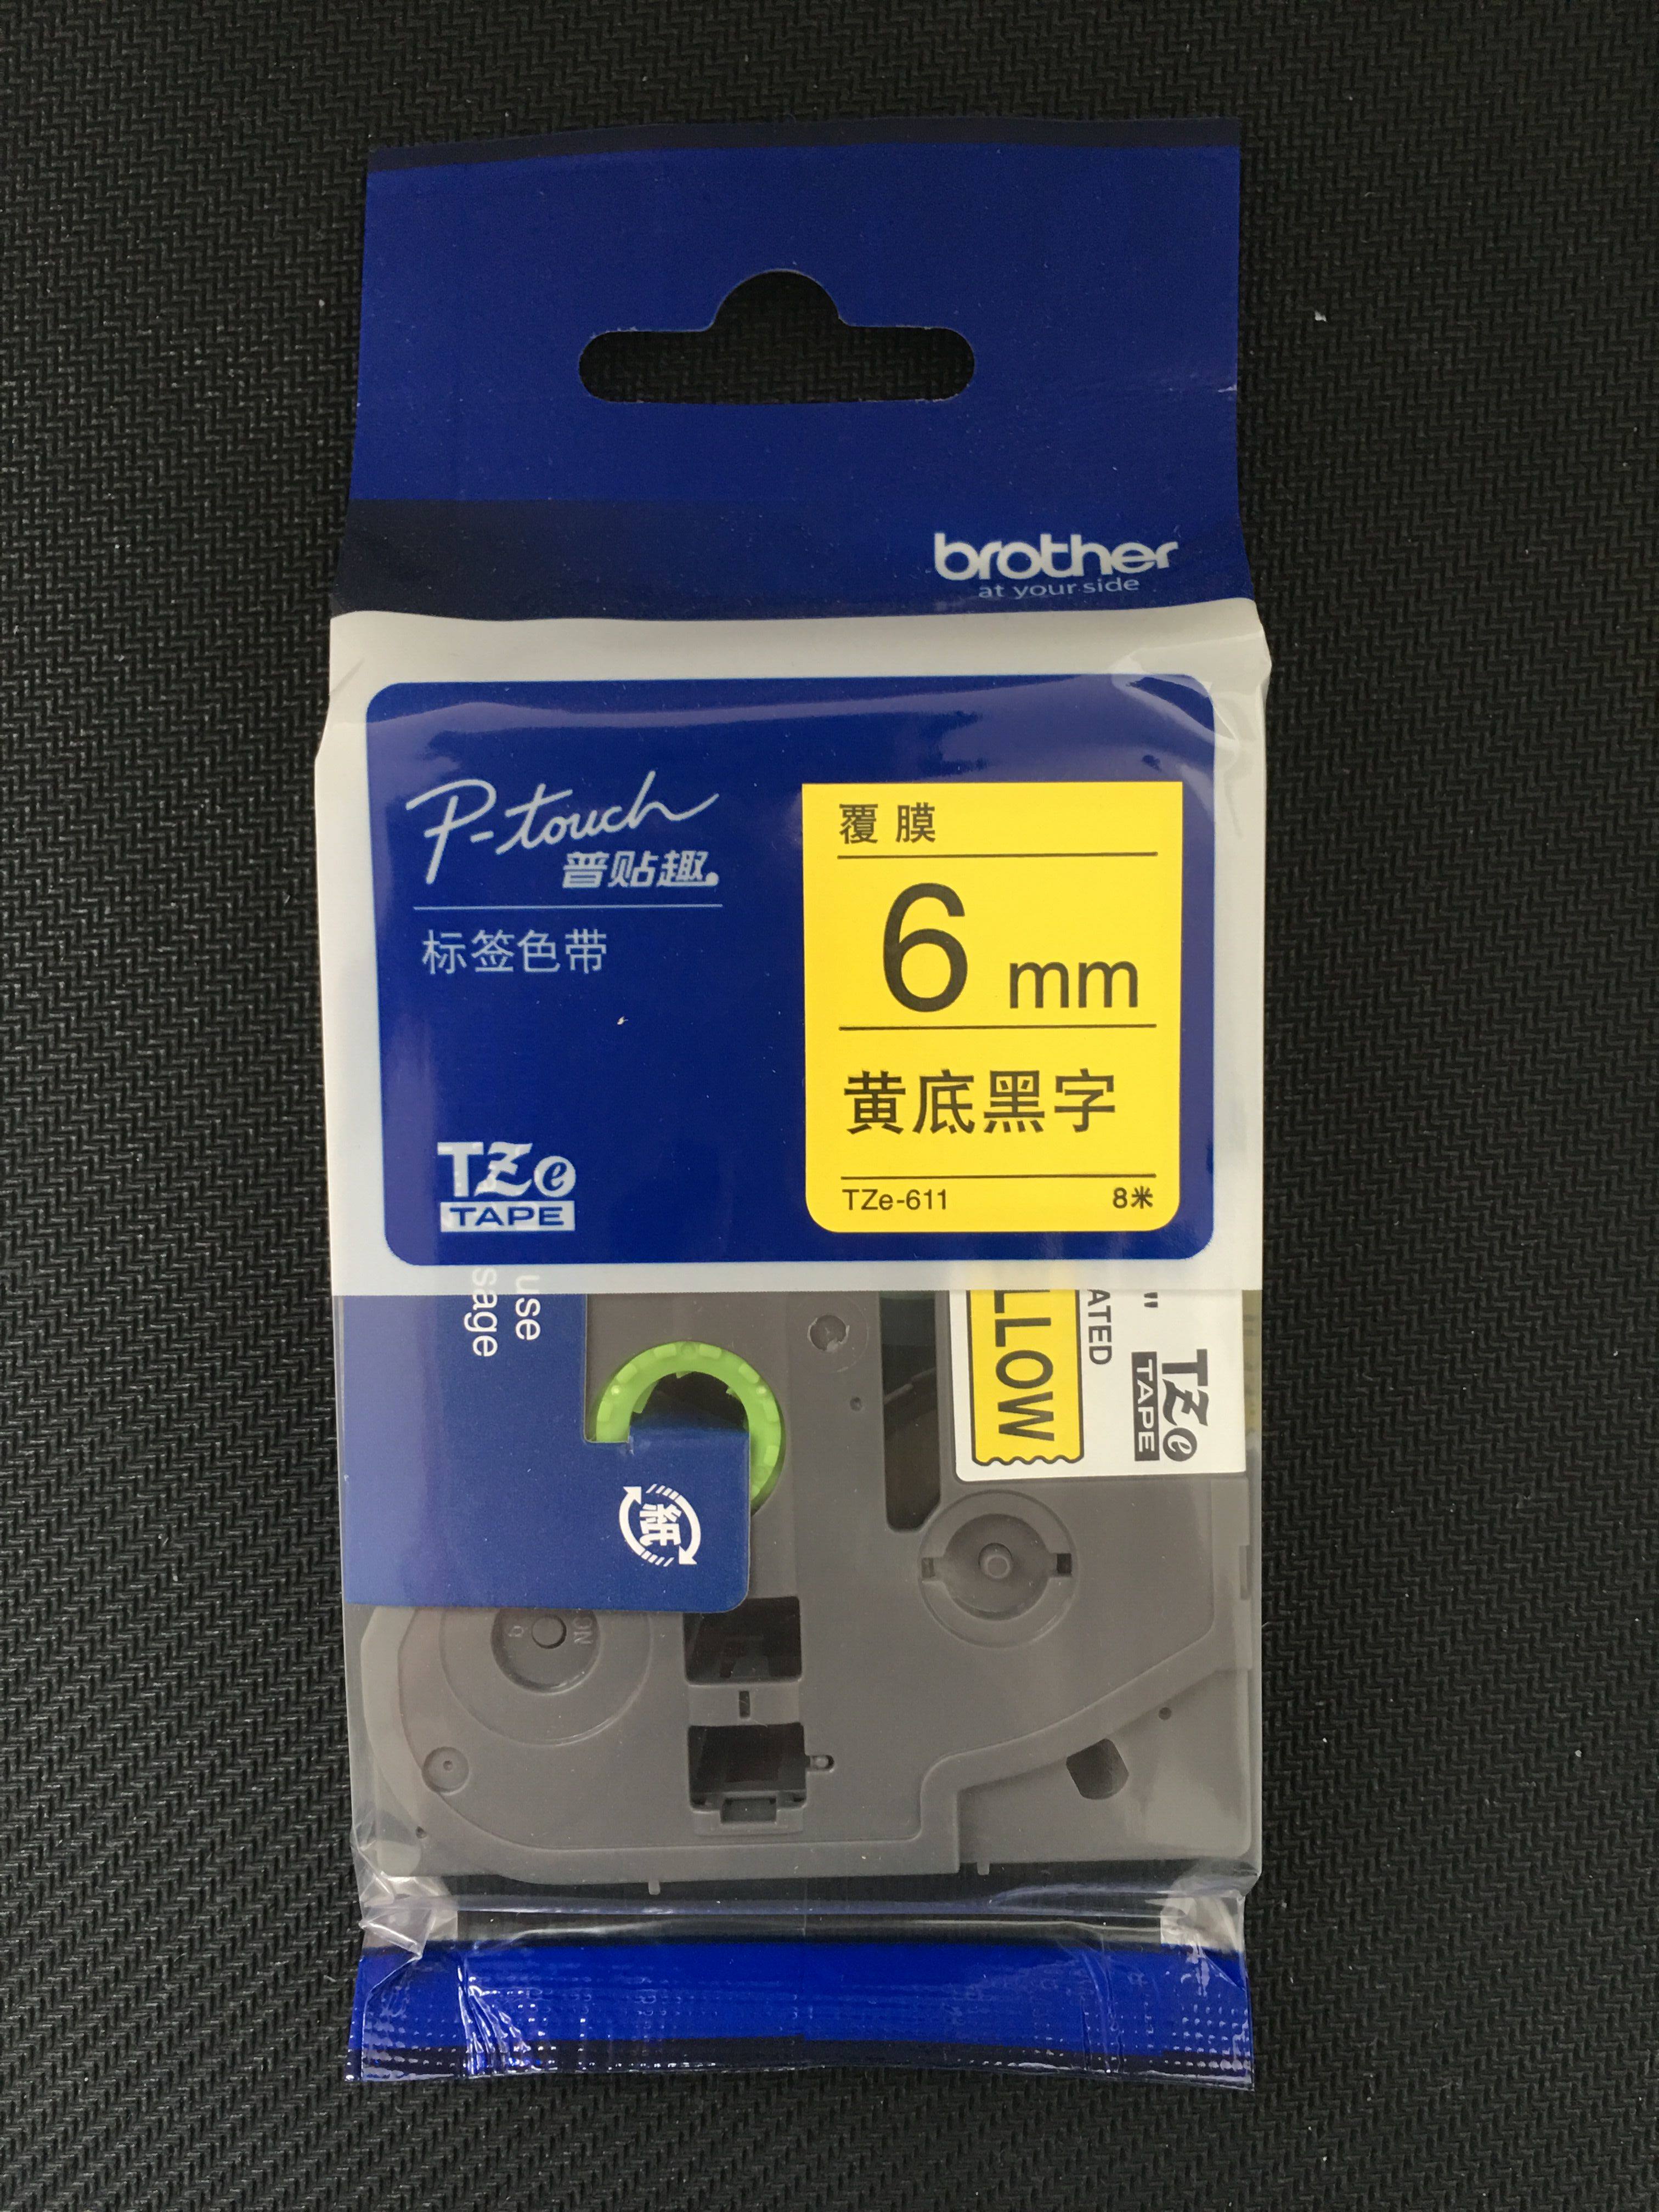 brother
at your side
P-touch
普贴趣
标签色带
TZe
TAPE
覆膜
6 mm
黄底黑字
TZe-611 8米
use
sage
LLOW
ATED
"
TZe
TAPE
紙